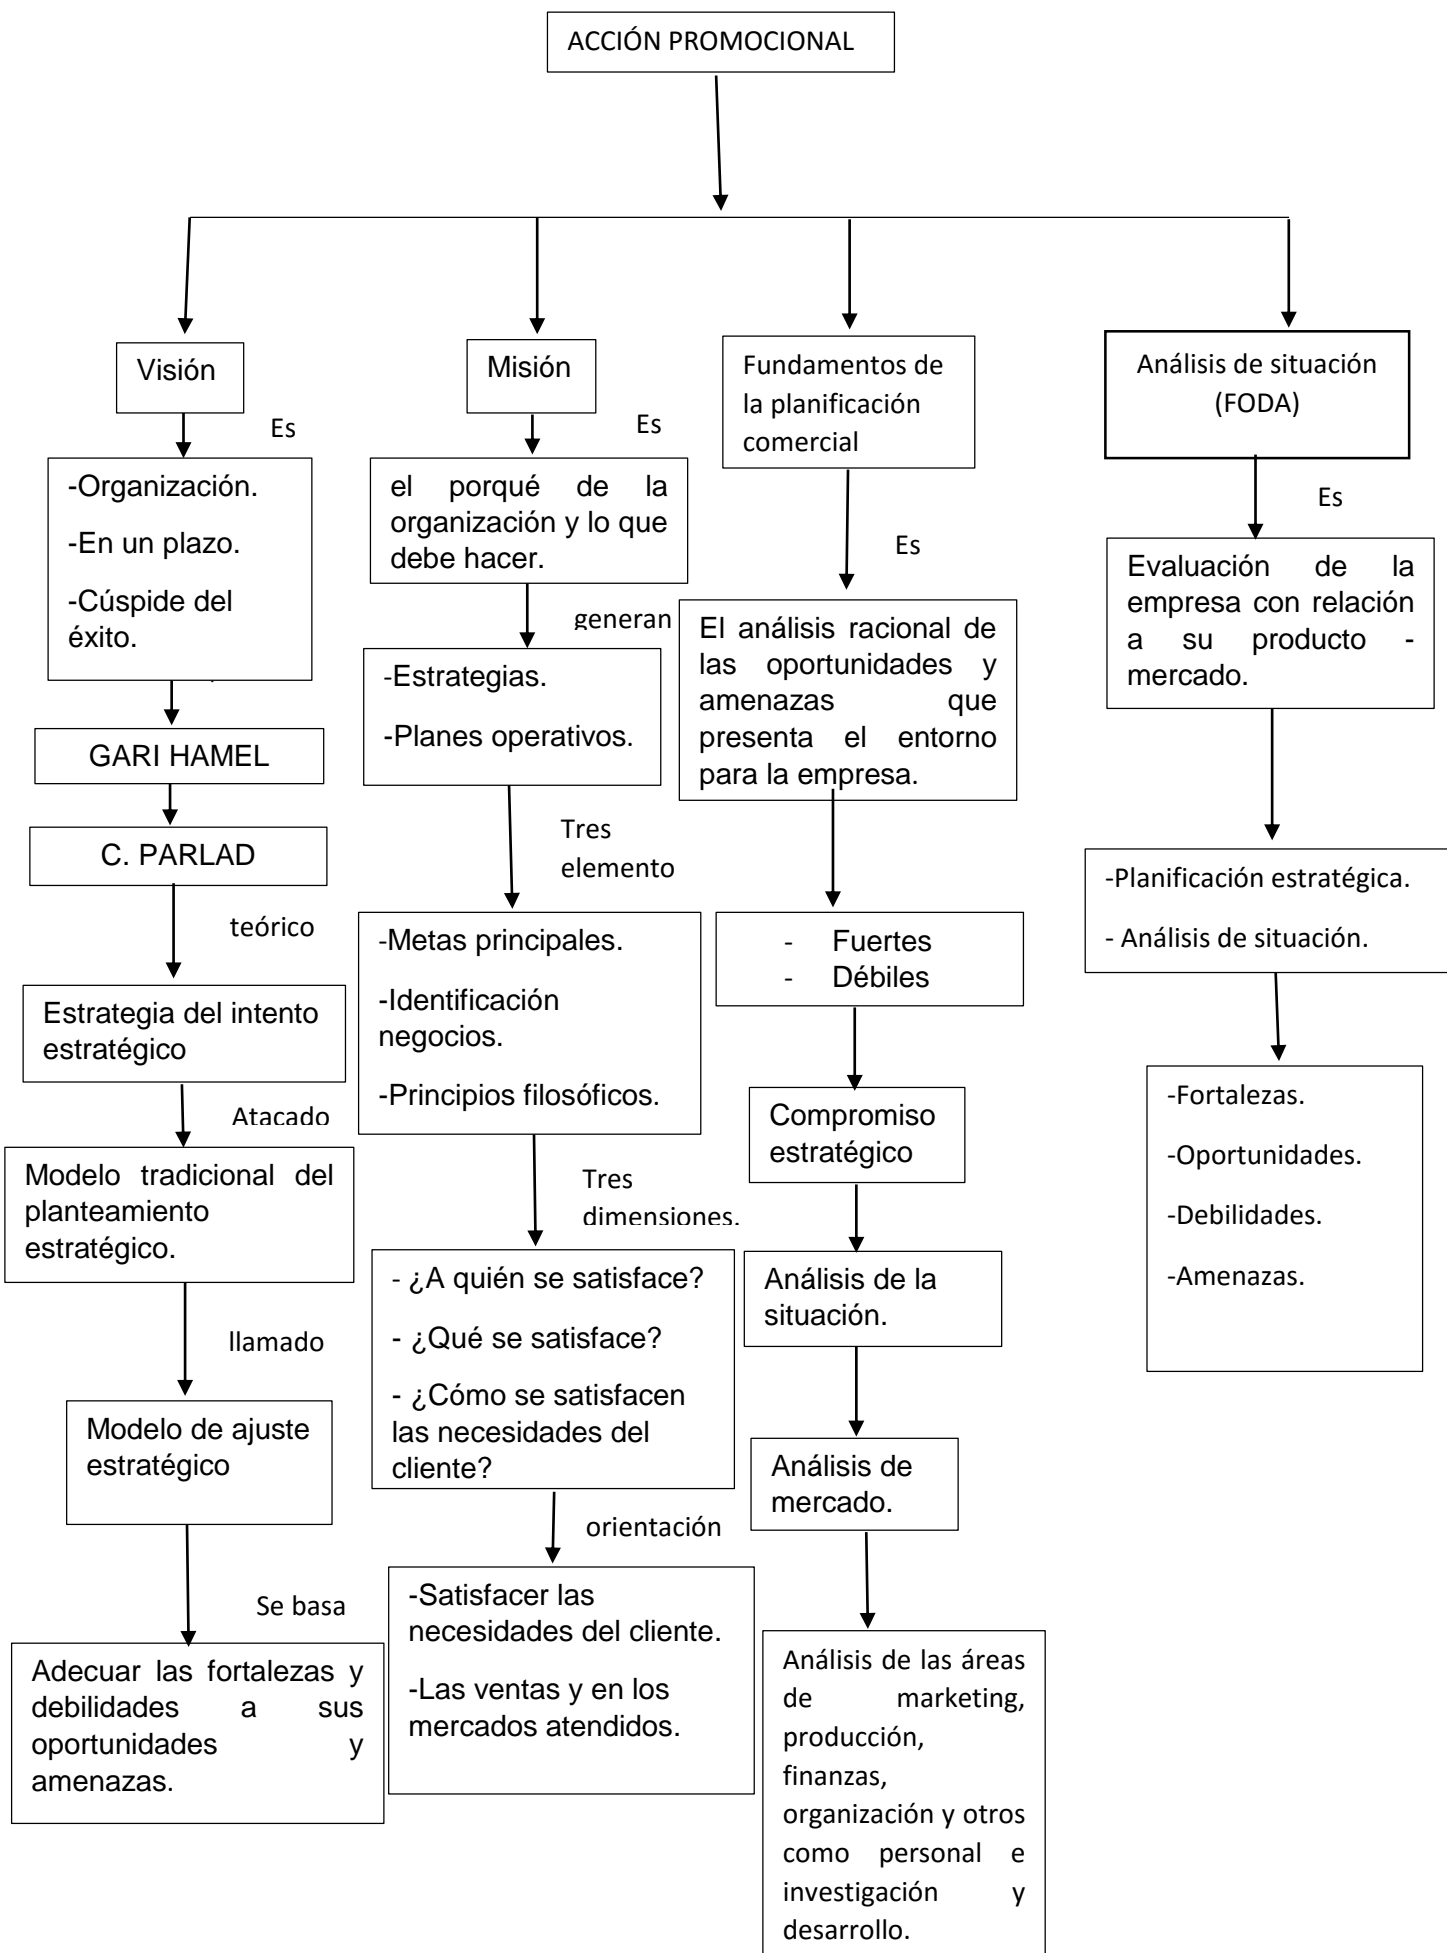 ACCIÓN PROMOCIONAL
Visión
Es
-Organización.
-En un plazo.
-Cúspide del
éxito.
GARI HAMEL
C. PARLAD
teórico
Estrategia del intento
estratégico
Atacado
Modelo tradicional del
planteamiento
estratégico.
llamado
Modelo de ajuste
estratégico
Se basa
Adecuar las fortalezas y
debilidades a sus
oportunidades y
amenazas.
Misión
Es
el porqué de la
organización y lo que
debe hacer.
generan
-Estrategias.
-Planes operativos.
Tres
elemento
-Metas principales.
-Identificación
negocios.
-Principios filosóficos.
Tres
dimensiones.
- ¿A quién se satisface?
- ¿Qué se satisface?
- ¿Cómo se satisfacen
las necesidades del
cliente?
orientación
-Satisfacer las
necesidades del cliente.
-Las ventas y en los
mercados atendidos.
Fundamentos de
la planificación
comercial
Es
El análisis racional de
las oportunidades y
amenazas que
presenta el entorno
para la empresa.
- Fuertes
- Débiles
Compromiso
estratégico
Análisis de la
situación.
Análisis de
mercado.
Análisis de las áreas
de marketing,
producción,
finanzas,
organización y otros
como personal e
investigación y
desarrollo.
Análisis de situación
(FODA)
Es
Evaluación de la
empresa con relación
a su producto -
mercado.
-Planificación estratégica.
- Análisis de situación.
-Fortalezas.
-Oportunidades.
-Debilidades.
-Amenazas.